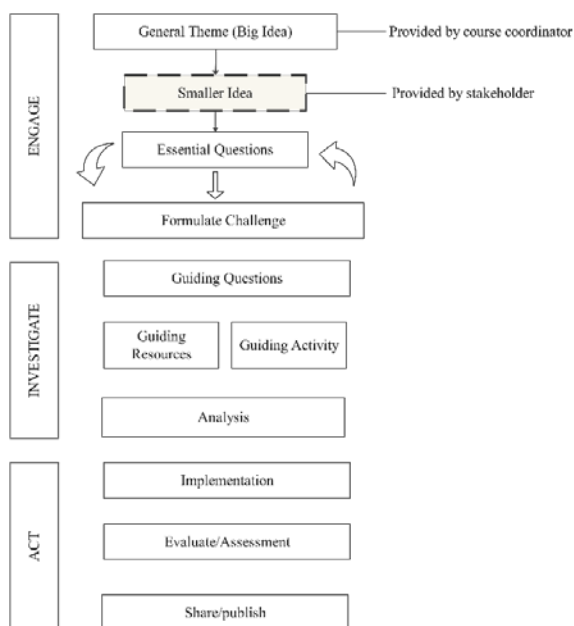 General Theme (Big Idea)
Provided by course coordinator
Smaller Idea
Provided by stakeholder
ENGAGE
Essential Questions
Formulate Challenge
Guiding Questions
INVESTIGATE
Guiding
Resources
Guiding Activity
Analysis
Implementation
ACT
Evaluate/Assessment
Share/publish